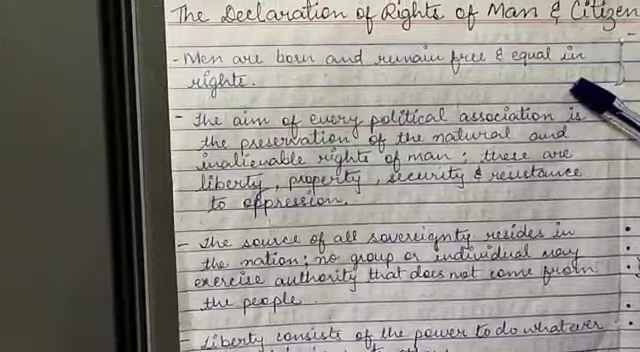 The Declaration of Rights of Man & Citizen
- Men are born and remain free & equal in
rights.
- The aim of every political association is
the preservation of the natural and
inalienable rights of man; these are
liberty, property, security & resistance
to oppression.
- The source of all sovereignty resides in
the nation; no group or individual may
exercise authority that does not come from
the people.
- Liberty consists of the power to do whatever